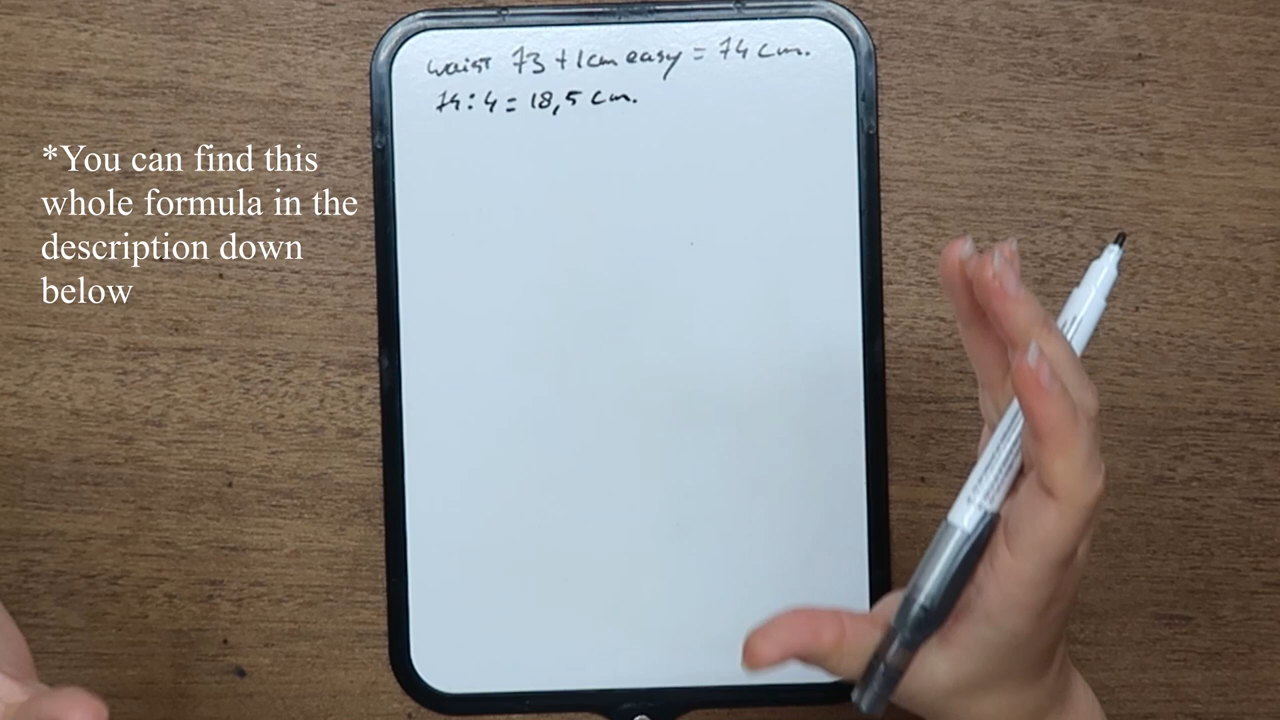 waist 73 + 1cm easy = 74 cm.
74 : 4 = 18,5 cm.
*You can find this
whole formula in the
description down
below